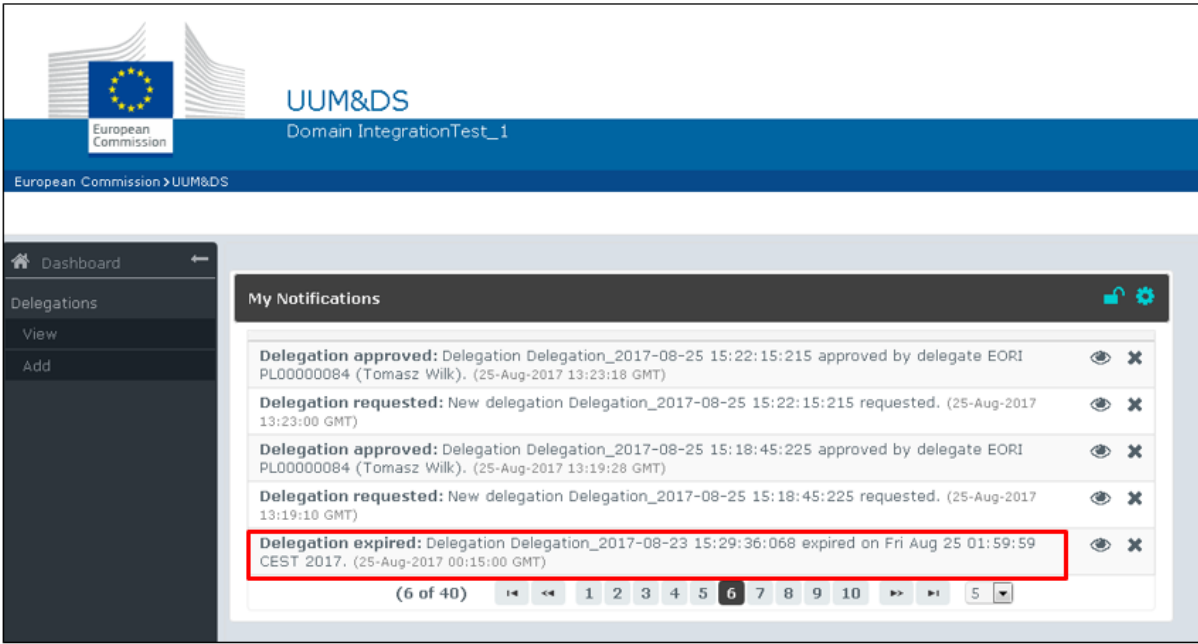 UUM&DS
European
Commission
Domain IntegrationTest_1
European Commission > UUM&DS
Dashboard
Delegations
View
Add
My Notifications
Delegation approved: Delegation Delegation_2017-08-25 15:22:15:215 approved by delegate EORI
PL00000084 (Tomasz Wilk). (25-Aug-2017 13:23:18 GMT)
Delegation requested: New delegation Delegation_2017-08-25 15:22:15:215 requested. (25-Aug-2017
13:23:00 GMT)
Delegation approved: Delegation Delegation_2017-08-25 15:18:45:225 approved by delegate EORI
PL00000084 (Tomasz Wilk). (25-Aug-2017 13:19:28 GMT)
Delegation requested: New delegation Delegation_2017-08-25 15:18:45:225 requested. (25-Aug-2017
13:19:10 GMT)
Delegation expired: Delegation Delegation_2017-08-23 15:29:36:068 expired on Fri Aug 25 01:59:59
CEST 2017. (25-Aug-2017 00:15:00 GMT)
(6 of 40) 1 2 3 4 5 6 7 8 9 10 5